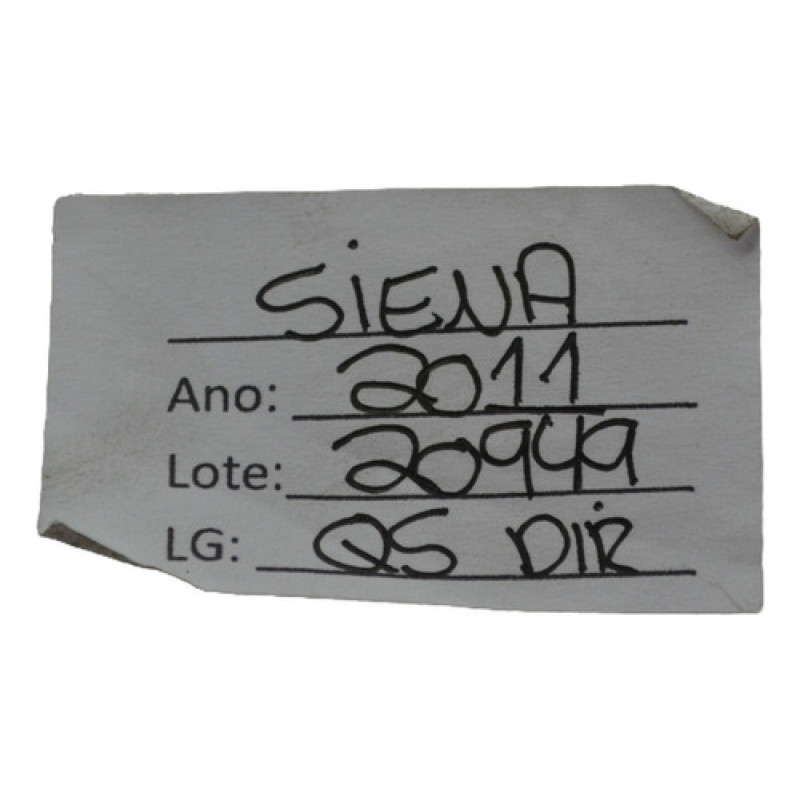 SIENA
Ano: 2011
Lote: 20949
LG: QS DIR